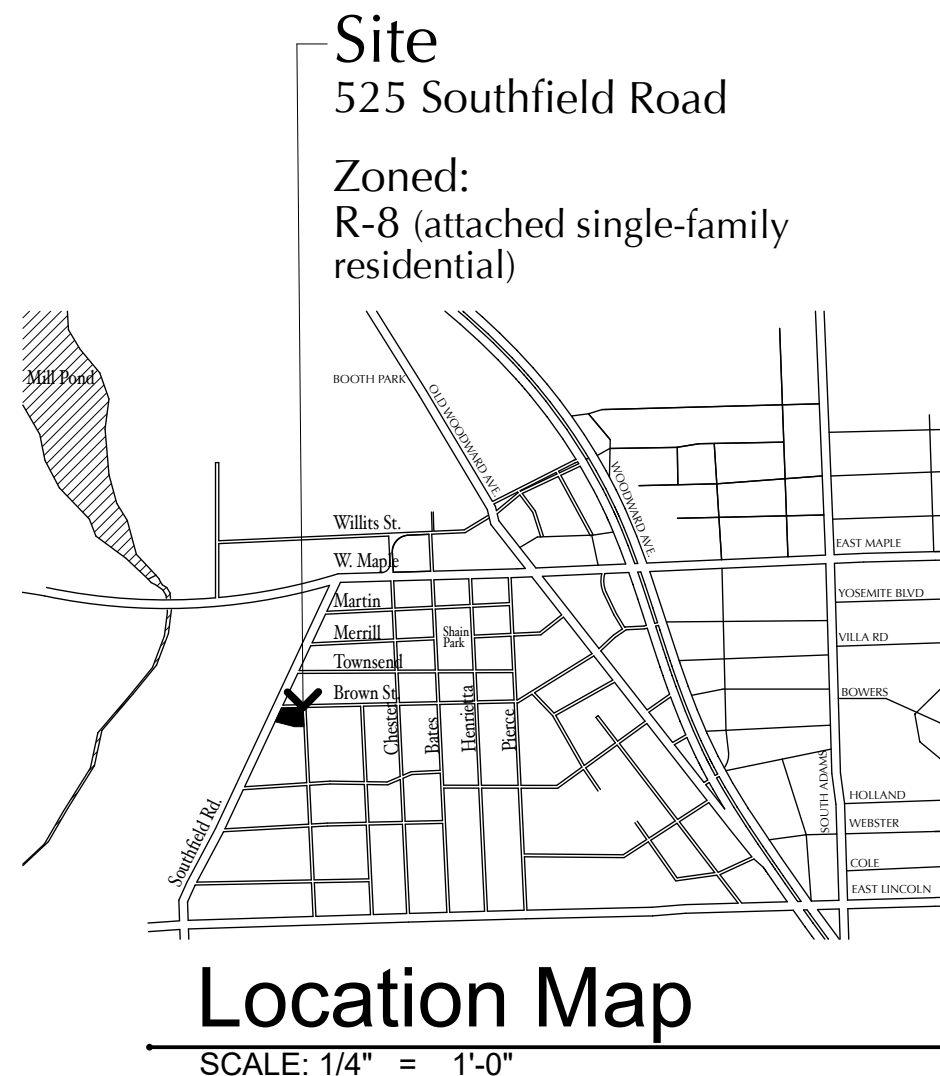 Site
525 Southfield Road
Zoned:
R-8 (attached single-family
residential)
Mill Pond
BOOTH PARK
OLD WOODWARD AVE.
WOODWARD AVE.
Willits St.
W. Maple
EAST MAPLE
Martin
YOSEMITE BLVD
Merrill
Shain
Park
VILLA RD
Townsend
Brown St.
BOWERS
Chester
Bates
Henrietta
Pierce
SOUTH ADAMS
Southfield Rd.
HOLLAND
WEBSTER
COLE
EAST LINCOLN
Location Map
SCALE: 1/4" = 1'-0"